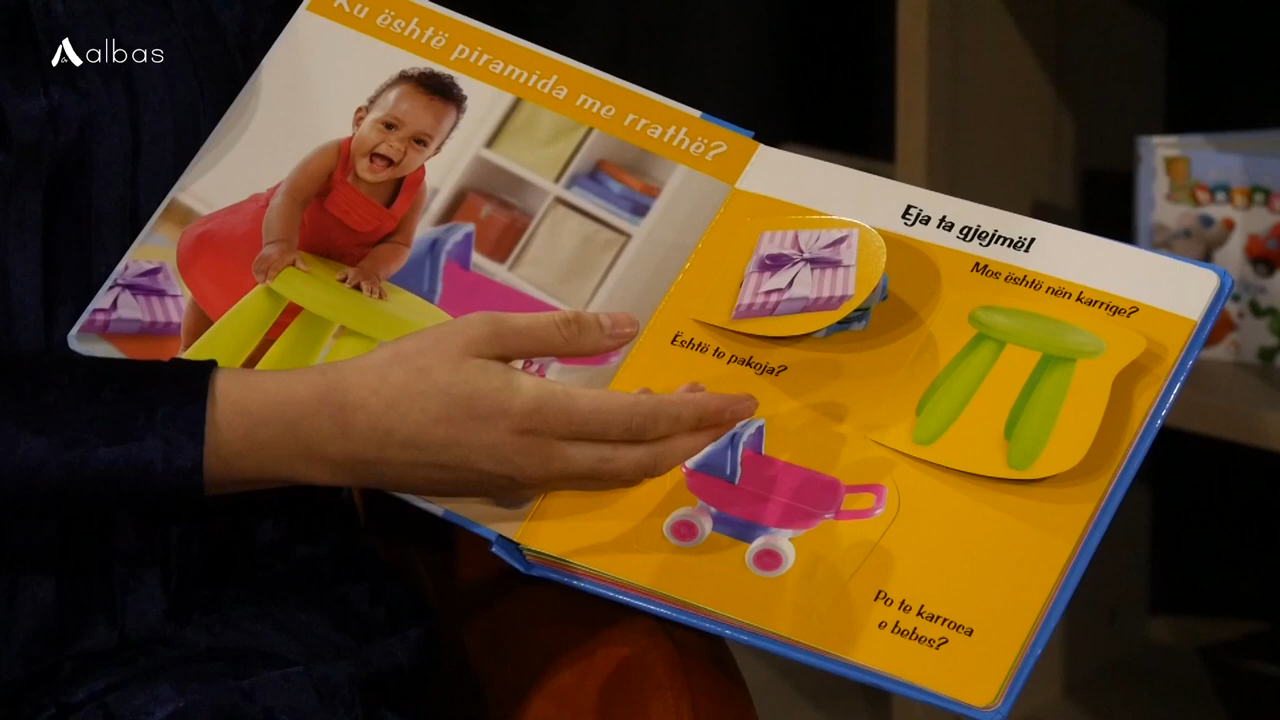 albas
Ku është piramida me rrathë?
Eja ta gjejmë!
Mos është nën karrige?
Është te pakoja?
Po te karroca
e bebes?